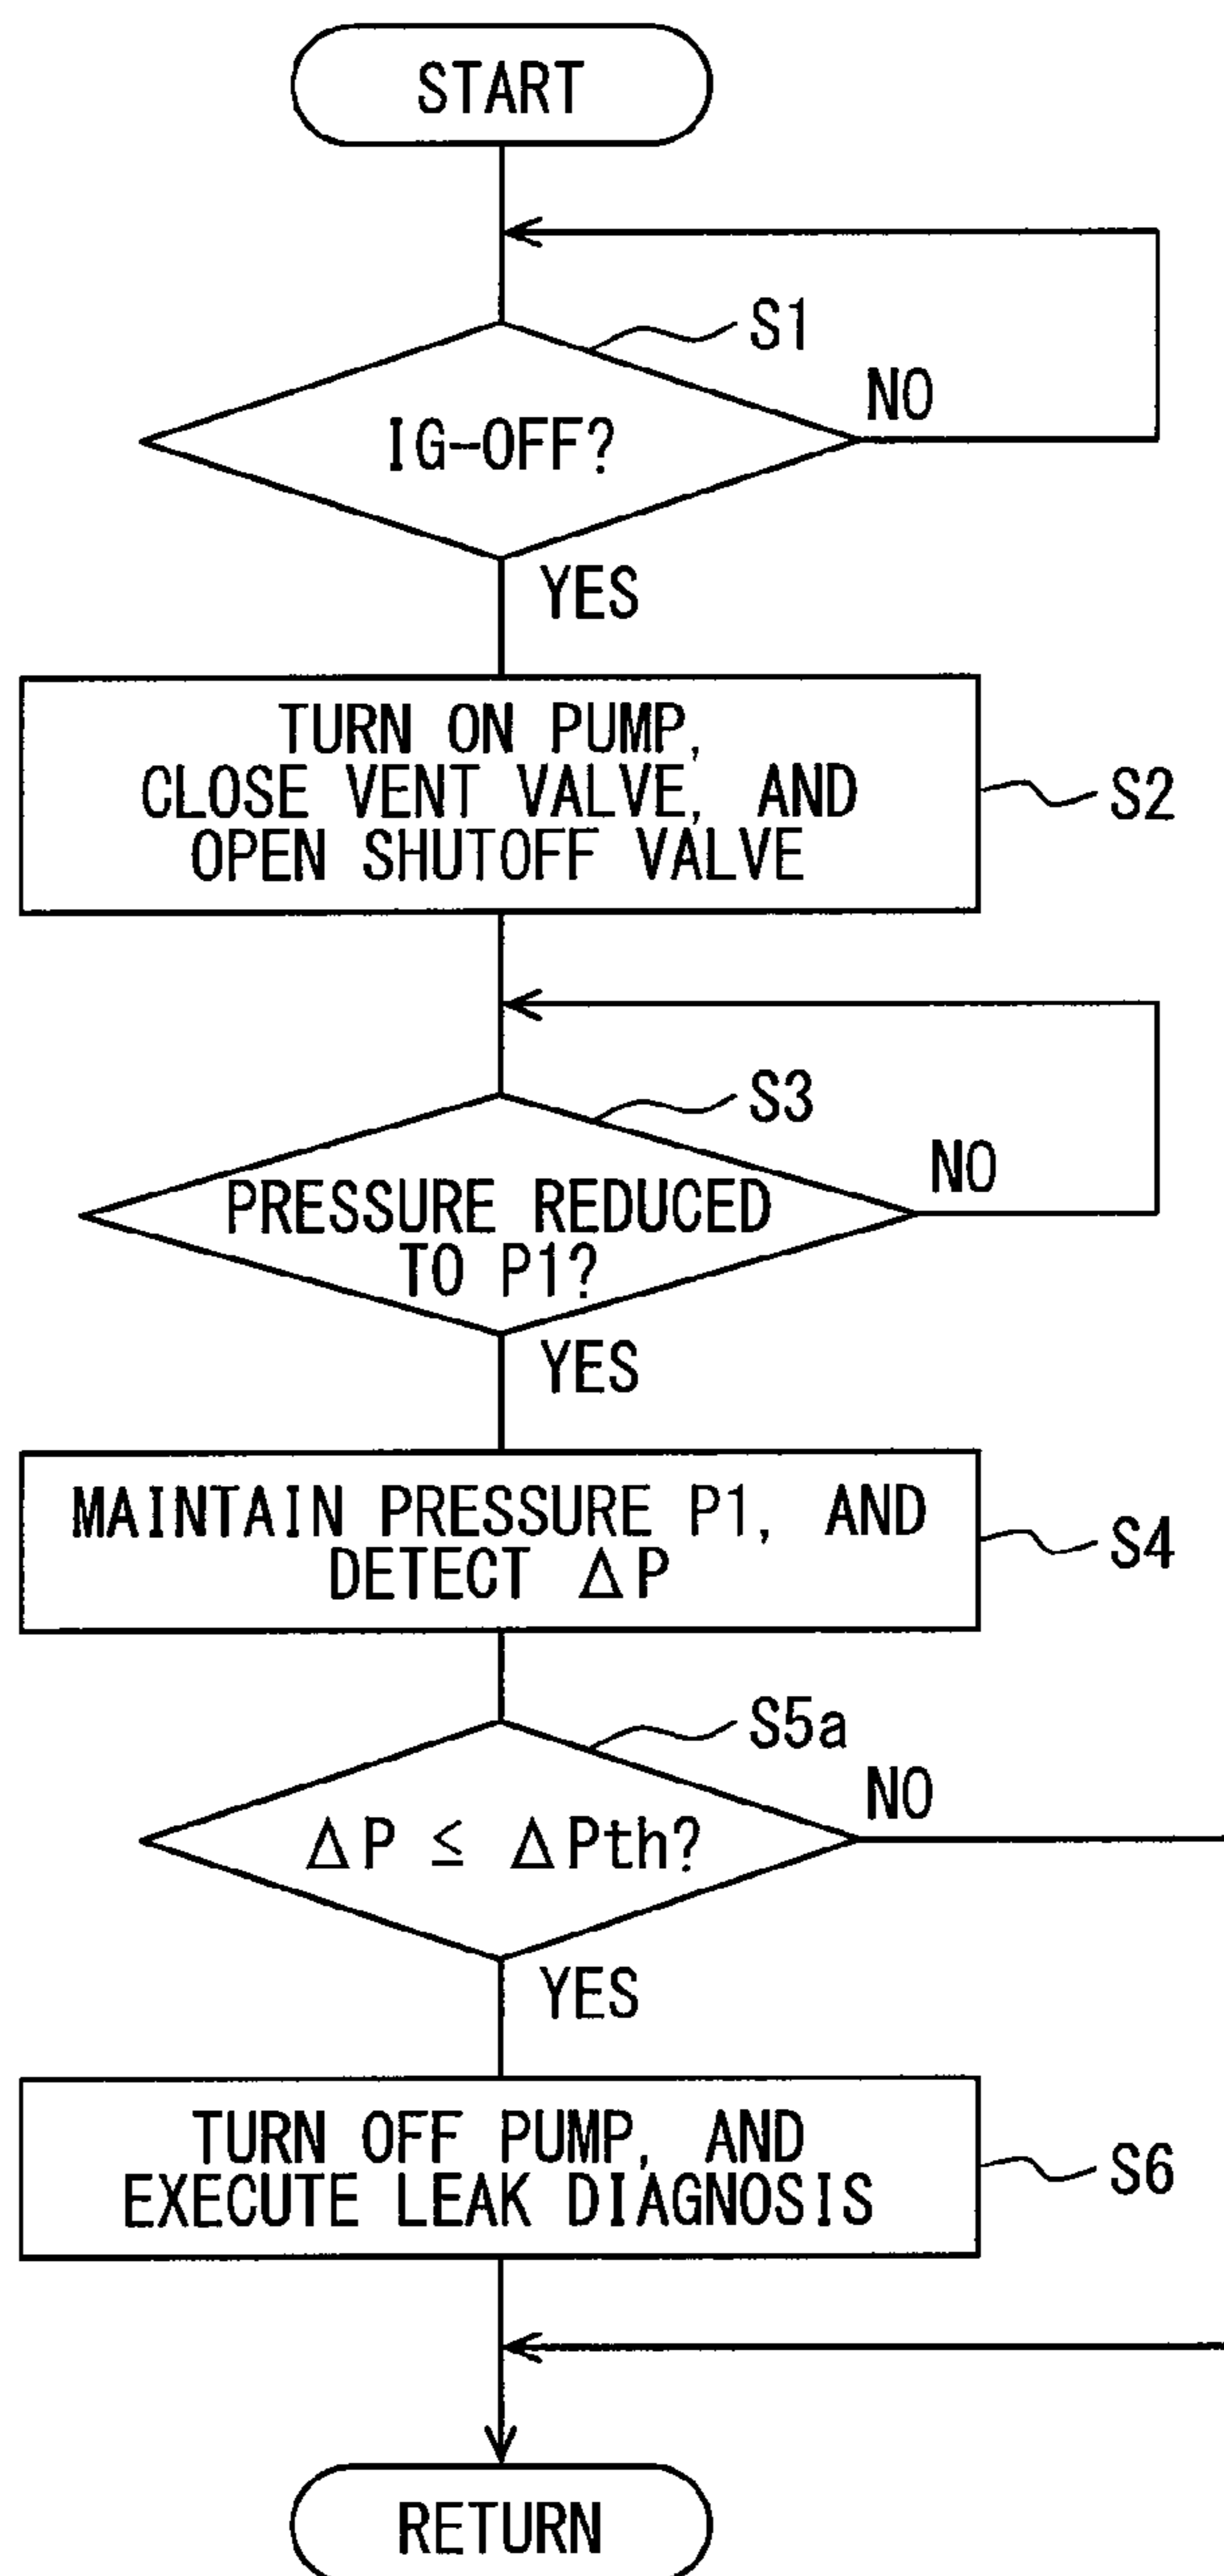 START
S1
NO
IG-OFF?
YES
TURN ON PUMP,
CLOSE VENT VALVE, AND
OPEN SHUTOFF VALVE
S2
S3
NO
PRESSURE REDUCED
TO P1?
YES
MAINTAIN PRESSURE P1, AND
DETECT ΔP
S4
S5a
NO
ΔP ≤ ΔPth?
YES
TURN OFF PUMP, AND
EXECUTE LEAK DIAGNOSIS
S6
RETURN